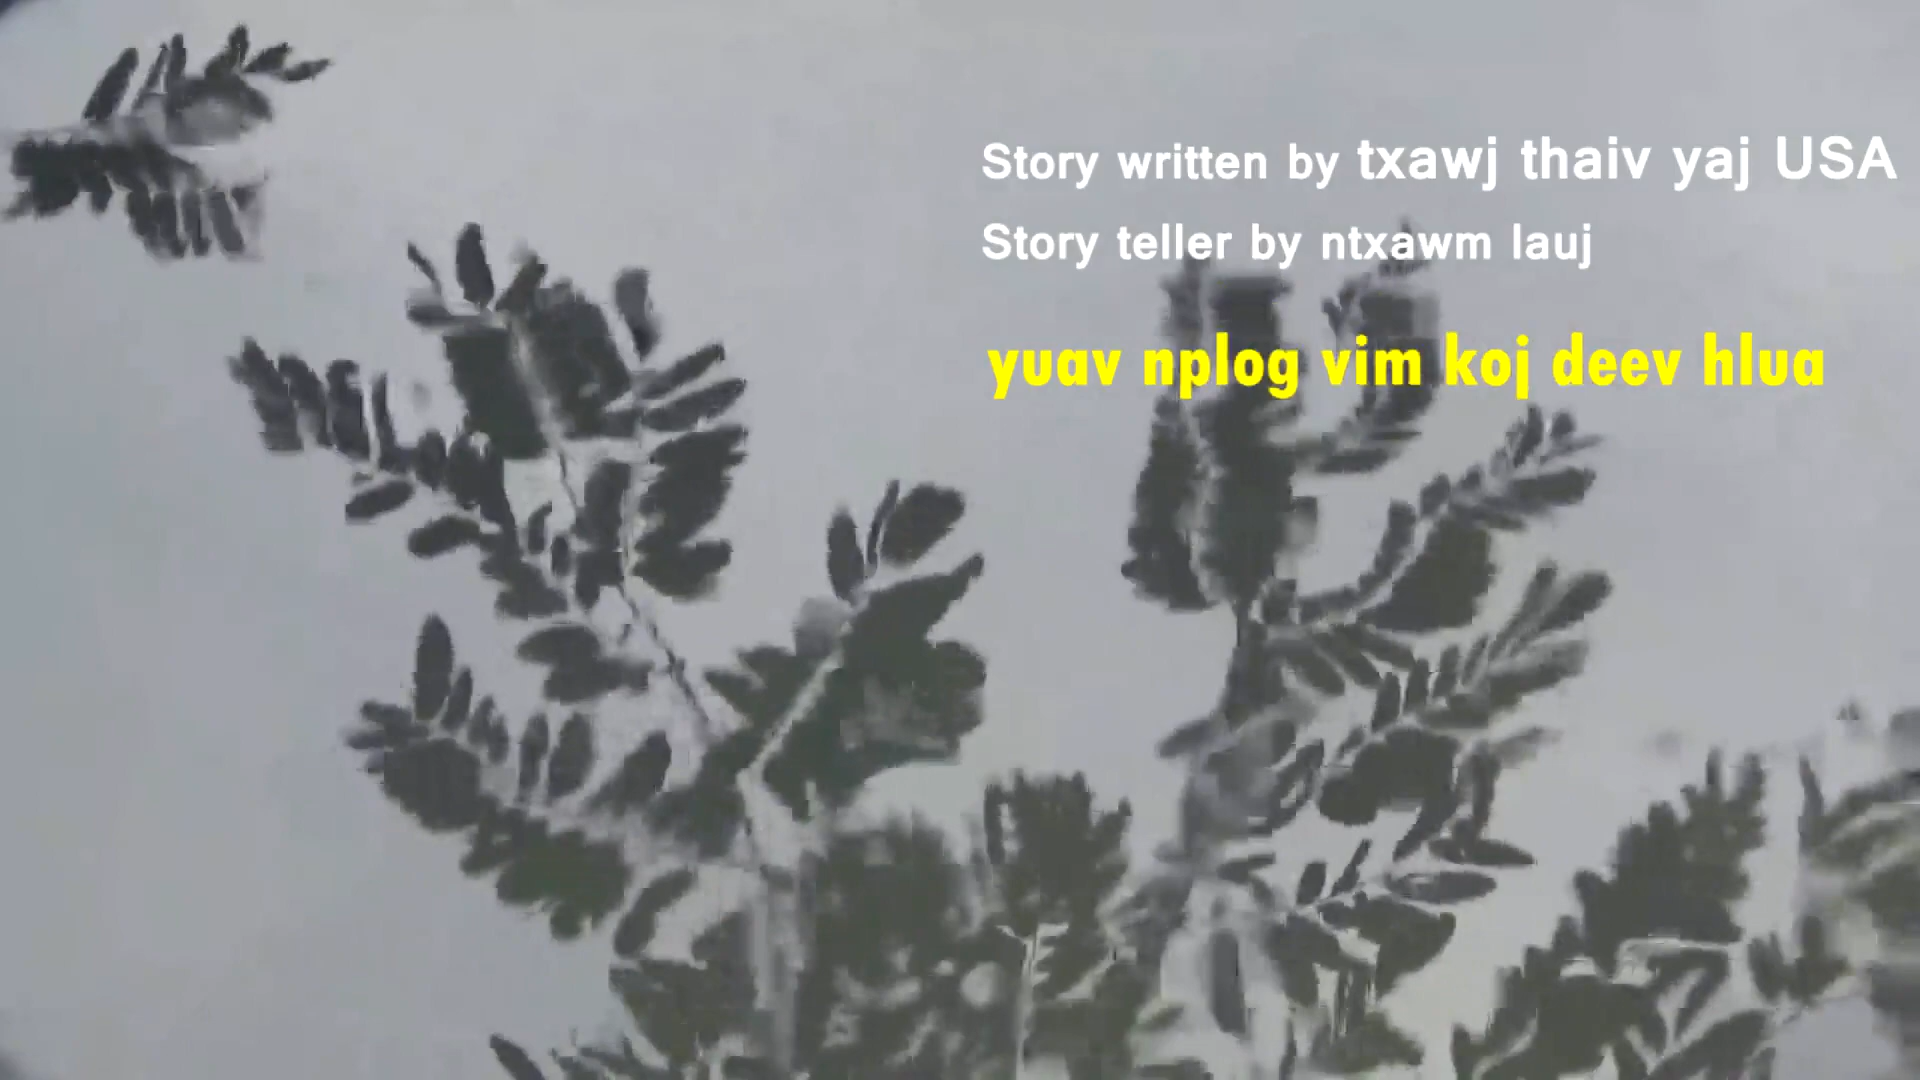 Story written by txawj thaiv yaj USA
Story teller by ntxawm lauj
yuav nplog vim koj deev hlua